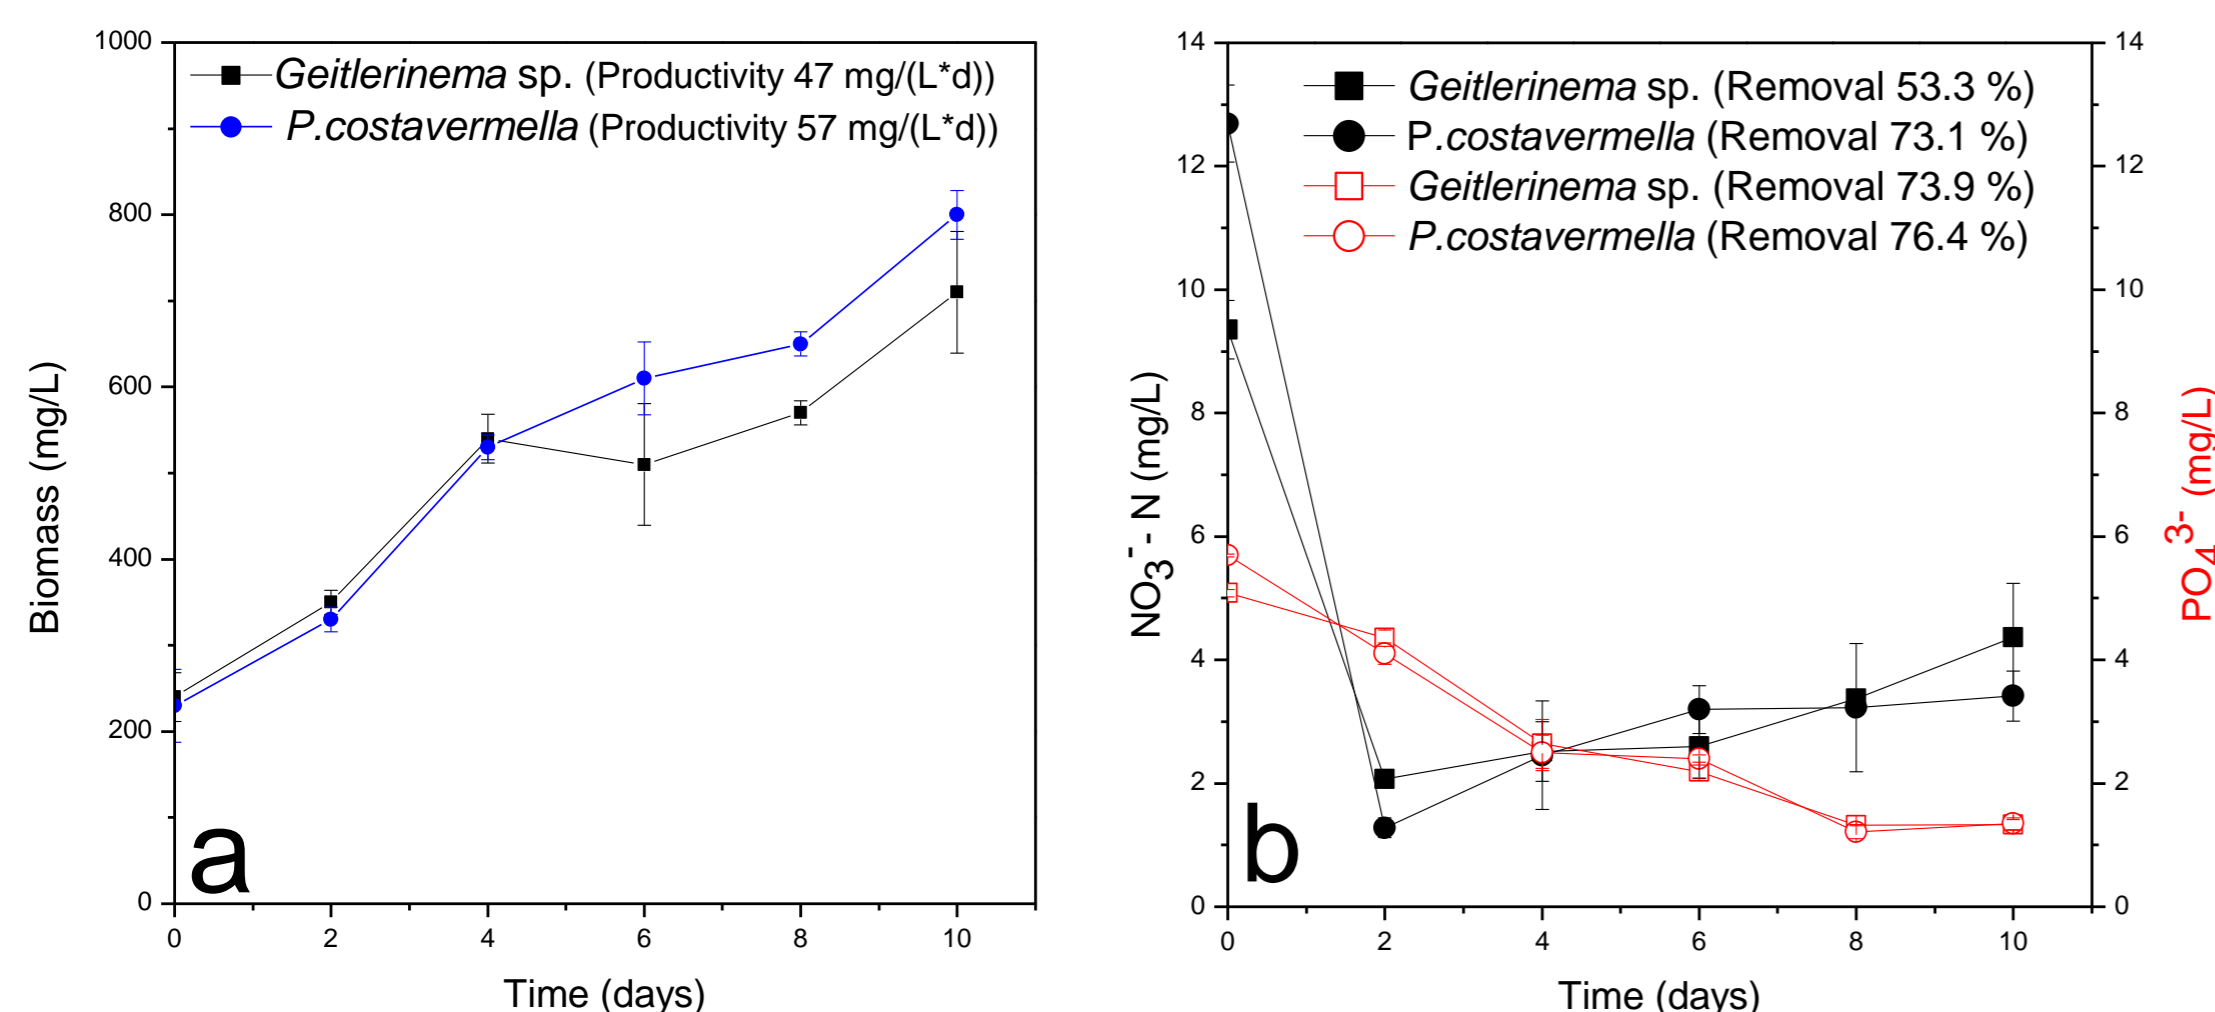 1000
800
600
400
200
0
Biomass (mg/L)
Geitlerinema sp. (Productivity 47 mg/(L*d))
P.costavermella (Productivity 57 mg/(L*d))
a
0 2 4 6 8 10
Time (days)
14
12
10
8
6
4
2
0
NO₃⁻ - N (mg/L)
Geitlerinema sp. (Removal 53.3 %)
P.costavermella (Removal 73.1 %)
Geitlerinema sp. (Removal 73.9 %)
P.costavermella (Removal 76.4 %)
b
0 2 4 6 8 10
Time (days)
14
12
10
8
6
4
2
0
PO₄³⁻ (mg/L)